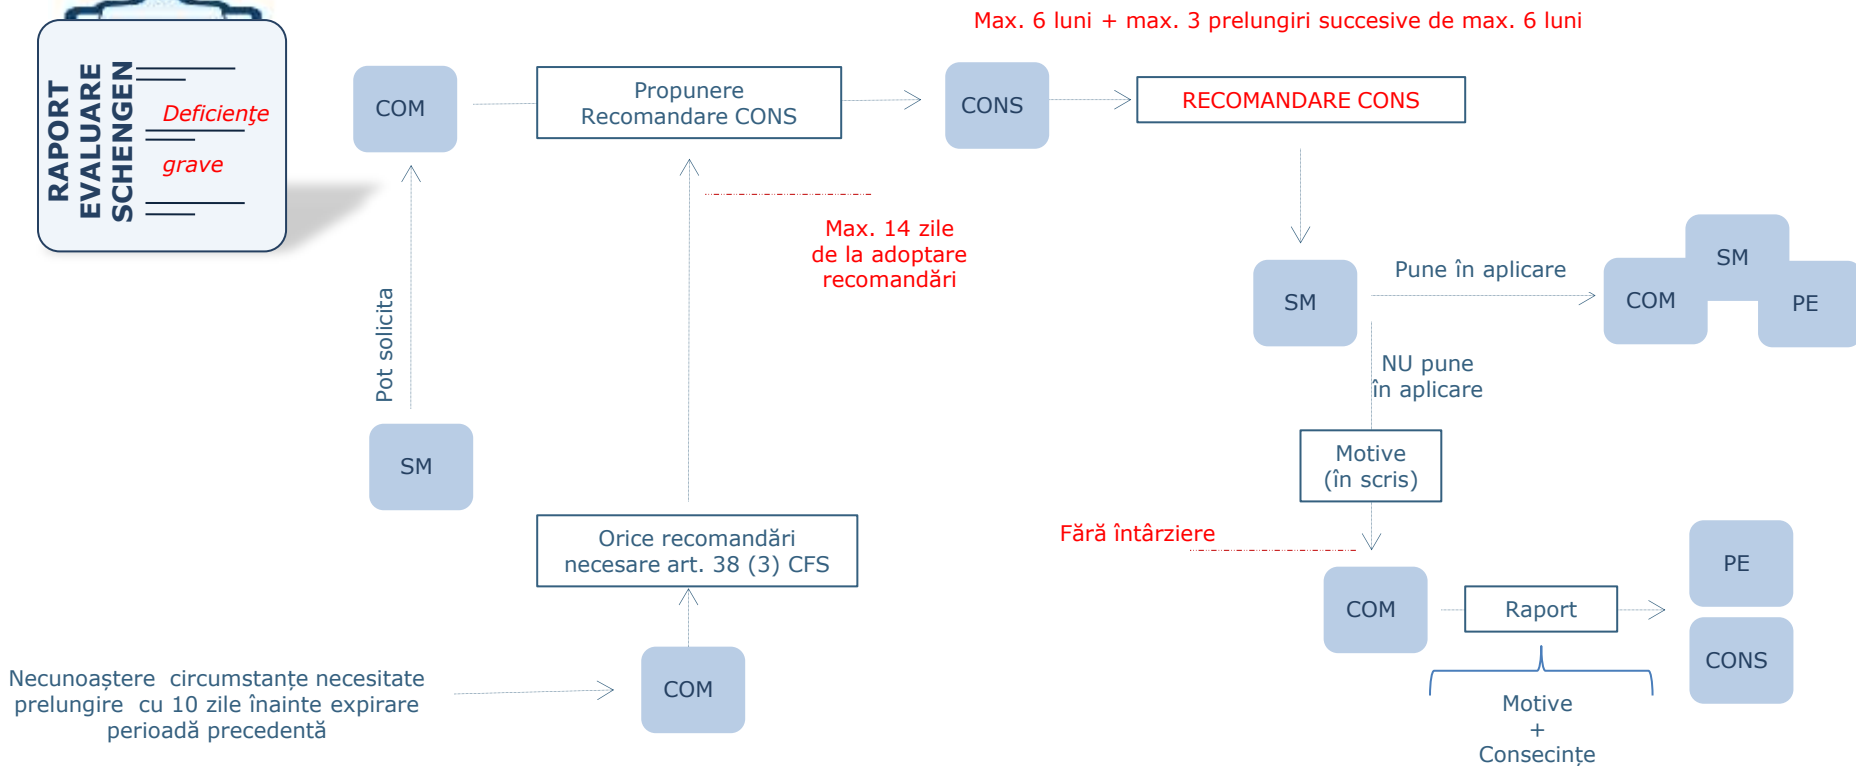 Max. 6 luni + max. 3 prelungiri succesive de max. 6 luni
RAPORT
EVALUARE
SCHENGEN
Deficienţe
grave
COM
Propunere
Recomandare CONS
CONS
RECOMANDARE CONS
Max. 14 zile
de la adoptare
recomandări
Pot solicita
SM
SM
Pune în aplicare
COM
SM
PE
NU pune
în aplicare
Motive
(în scris)
Orice recomandări
necesare art. 38 (3) CFS
Fără întârziere
COM
Raport
PE
CONS
Necunoaștere circumstanțe necesitate
prelungire cu 10 zile înainte expirare
perioadă precedentă
COM
Motive
+
Consecințe